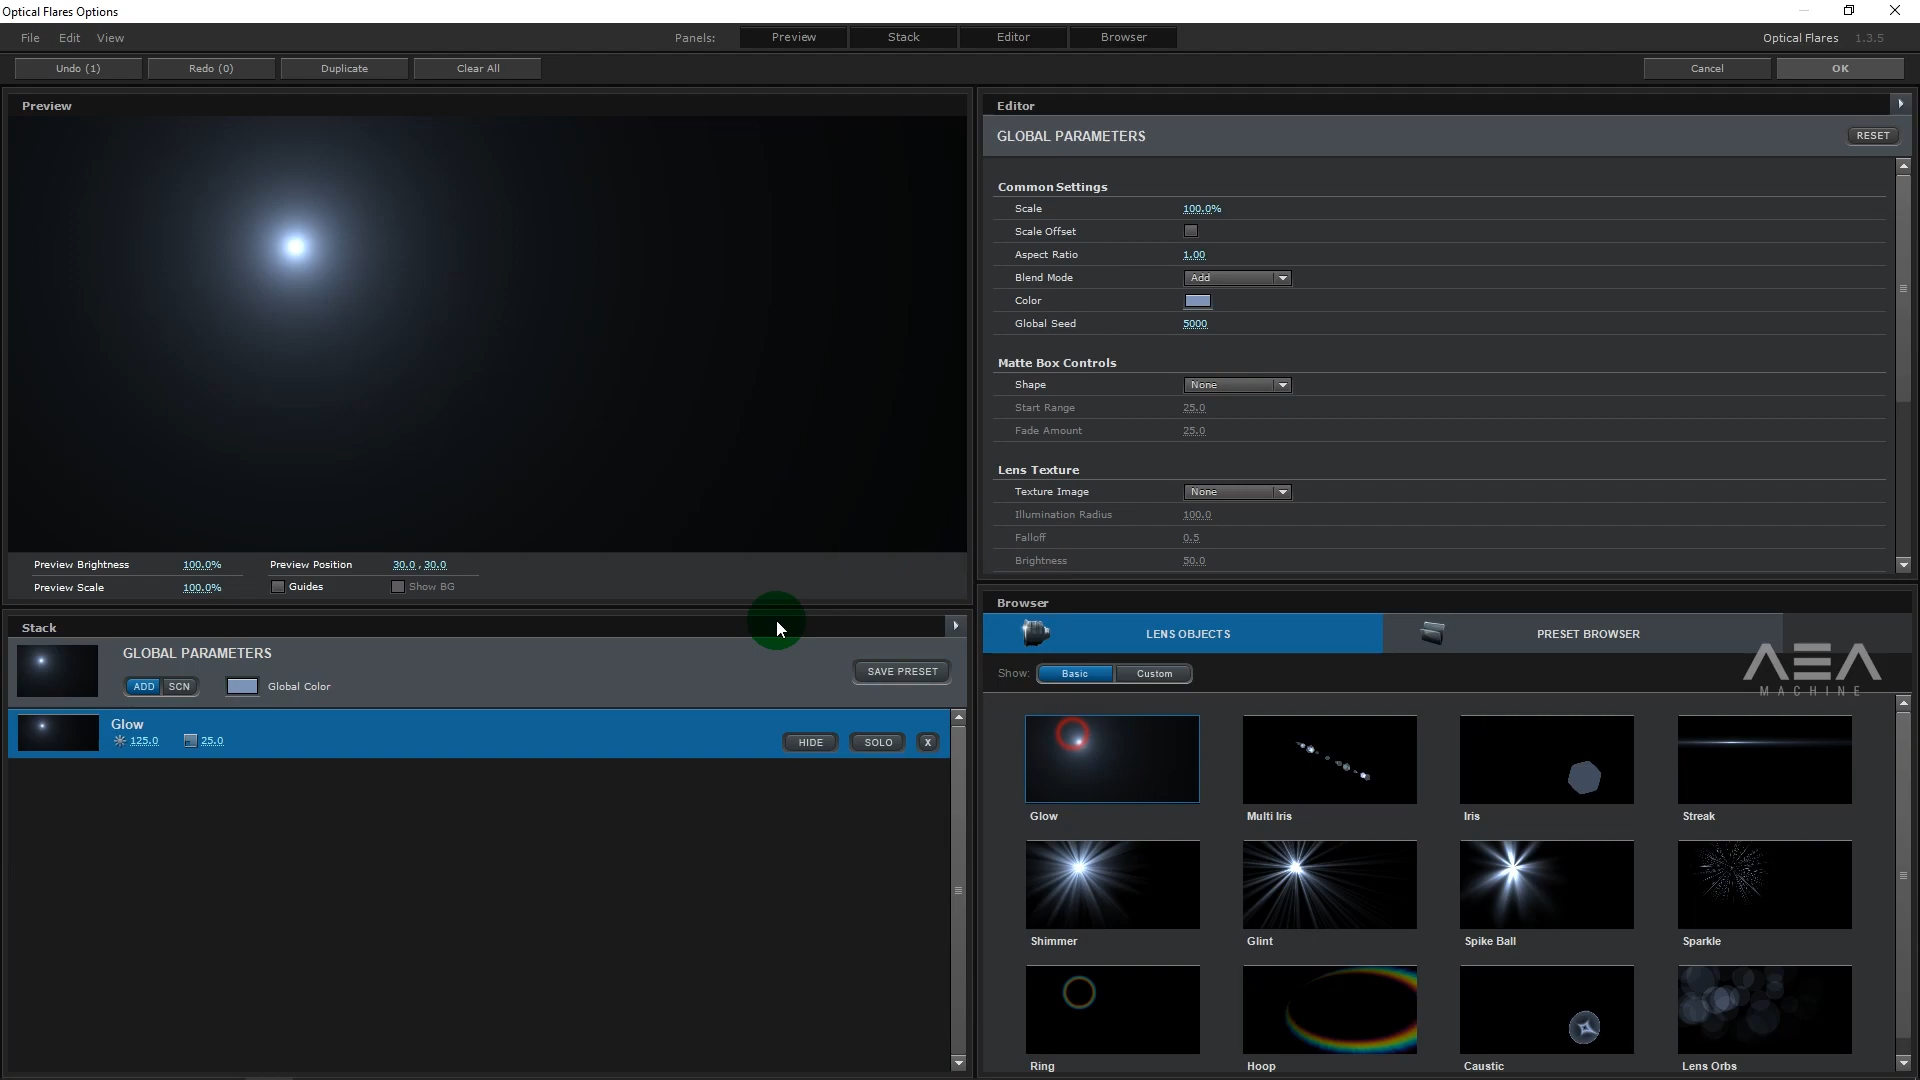 Optical Flares Options
File Edit View Panels: Preview Stack Editor Browser Optical Flares 1.3.5
Undo (1) Redo (0) Duplicate Clear All Cancel OK
Preview
Preview Brightness 100.0% Preview Position 30.0 , 30.0
Preview Scale 100.0% Guides Show BG
Stack
GLOBAL PARAMETERS
ADD SCN Global Color SAVE PRESET
Glow
125.0 25.0 HIDE SOLO X
Editor
GLOBAL PARAMETERS RESET
Common Settings
Scale 100.0%
Scale Offset
Aspect Ratio 1.00
Blend Mode Add
Color
Global Seed 5000
Matte Box Controls
Shape None
Start Range 25.0
Fade Amount 25.0
Lens Texture
Texture Image None
Illumination Radius 100.0
Falloff 0.5
Brightness 50.0
Browser
LENS OBJECTS PRESET BROWSER
Show: Basic Custom
MACHINE
Glow Multi Iris Iris Streak
Shimmer Glint Spike Ball Sparkle
Ring Hoop Caustic Lens Orbs